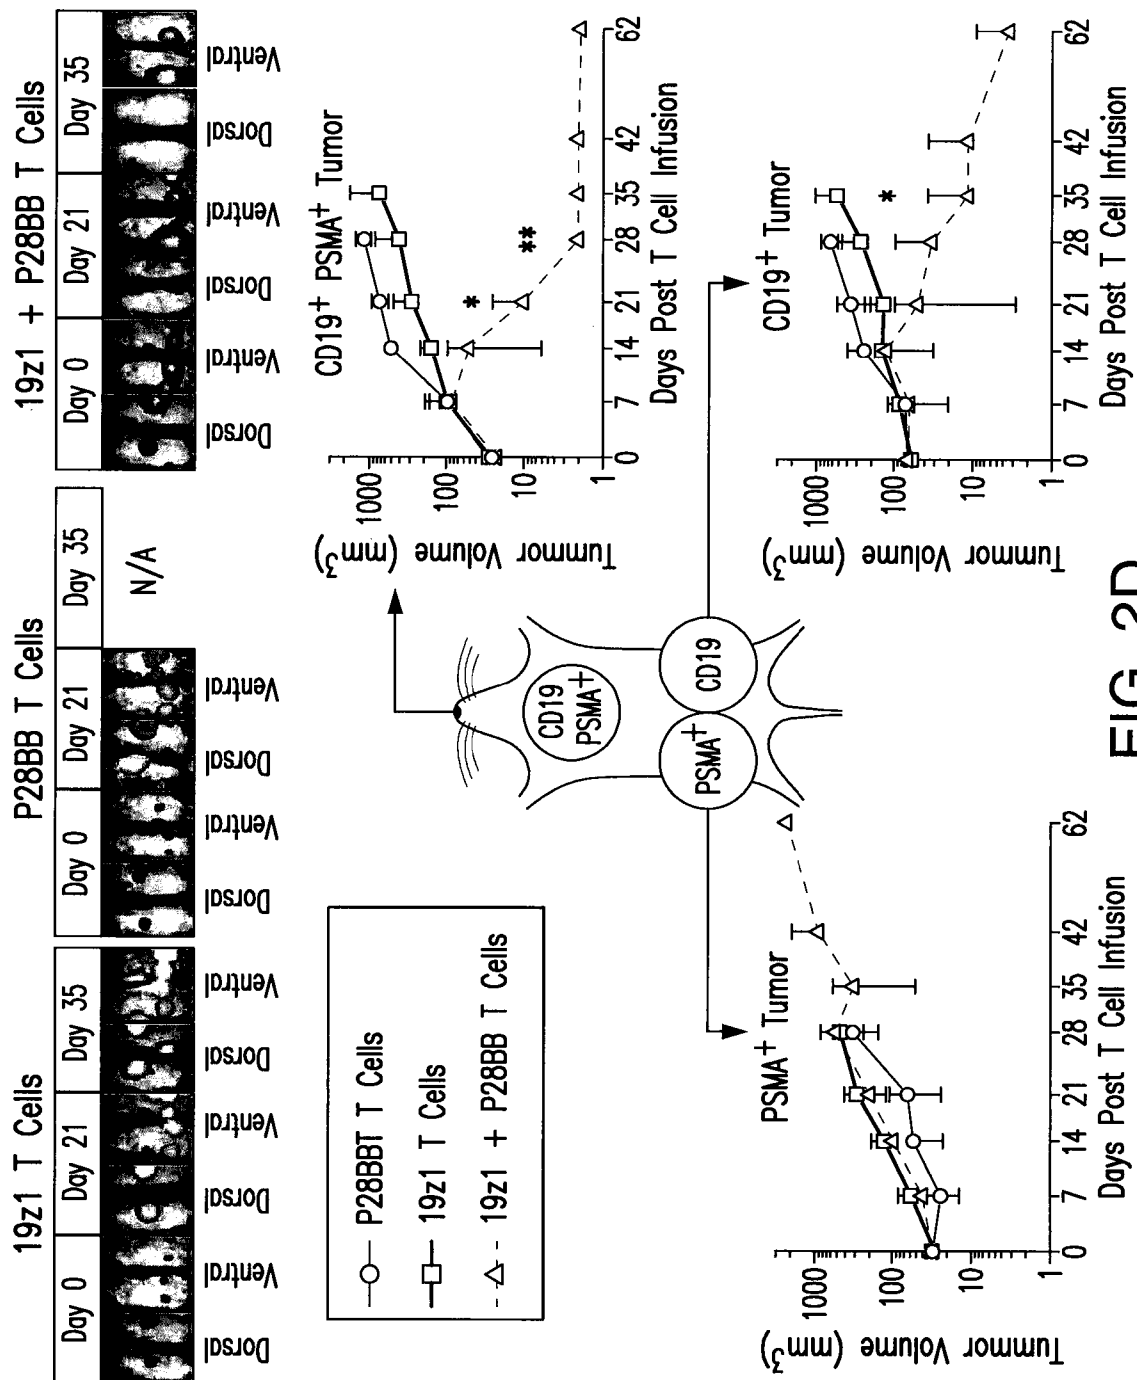 19z1 T Cells
Day 0 Day 21 Day 35
Dorsal Ventral Dorsal Ventral Dorsal Ventral
P28BB T Cells
Day 0 Day 21 Day 35
N/A
Dorsal Ventral Dorsal Ventral
19z1 + P28BB T Cells
Day 0 Day 21 Day 35
Dorsal Ventral Dorsal Ventral Dorsal Ventral
P28BBT Cells
19z1 T Cells
19z1 + P28BB T Cells
CD19+ PSMA+ Tumor
Tummor Volume (mm3)
1000
100
10
1
* **
0 7 14 21 28 35 42 62
Days Post T Cell Infusion
CD19
PSMA+
PSMA+
CD19
PSMA+ Tumor
Tummor Volume (mm3)
1000
100
10
1
0 7 14 21 28 35 42 62
Days Post T Cell Infusion
CD19+ Tumor
Tummor Volume (mm3)
1000
100
10
1
*
0 7 14 21 28 35 42 62
Days Post T Cell Infusion
FIG. 2D